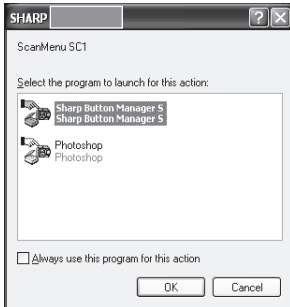 SHARP
ScanMenu SC1
Select the program to launch for this action:
Sharp Button Manager S
Sharp Button Manager S
Photoshop
Photoshop
Always use this program for this action
OK
Cancel